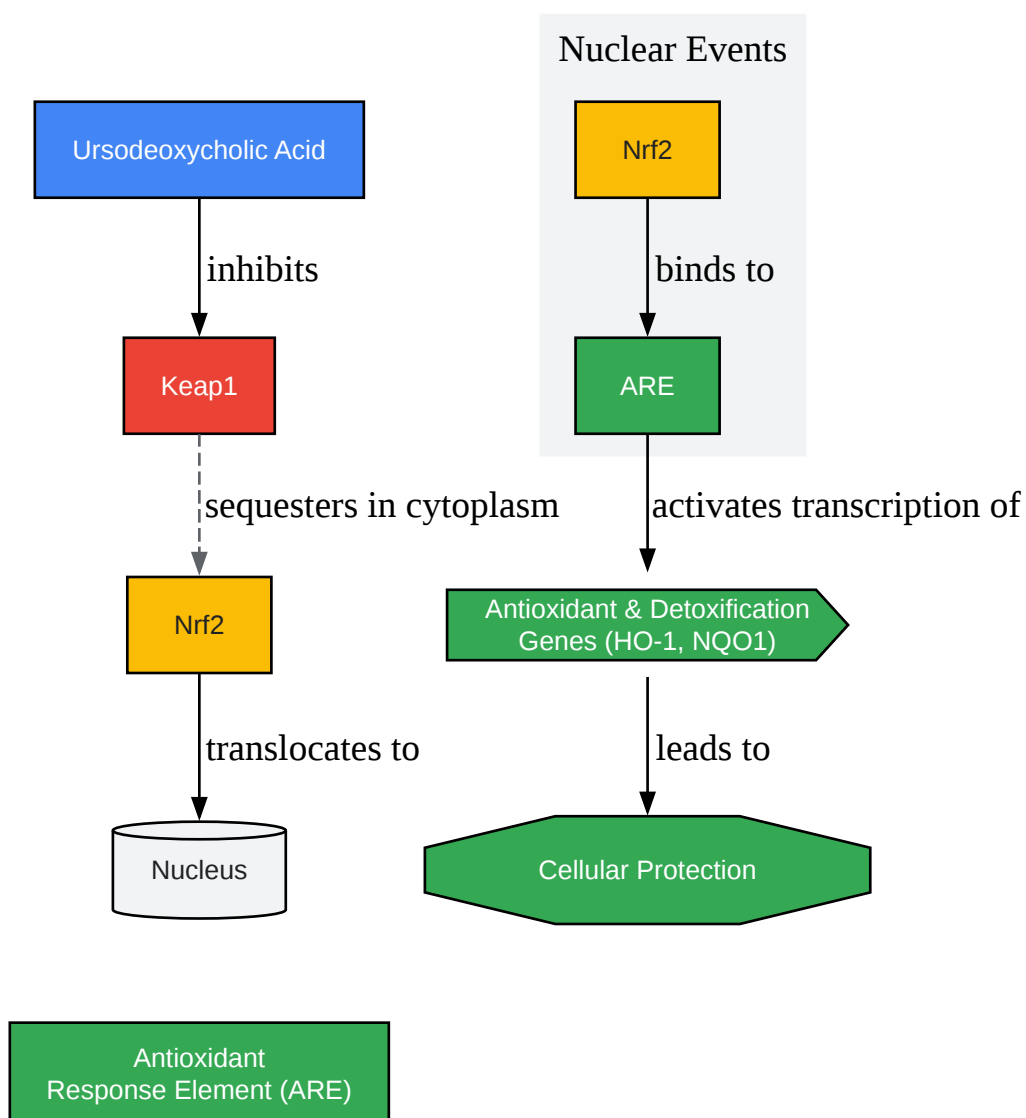 Ursodeoxycholic Acid
inhibits
Keap1
sequesters in cytoplasm
Nrf2
translocates to
Nucleus
Nuclear Events
Nrf2
binds to
ARE
activates transcription of
Antioxidant & Detoxification
Genes (HO-1, NQO1)
leads to
Cellular Protection
Antioxidant
Response Element (ARE)